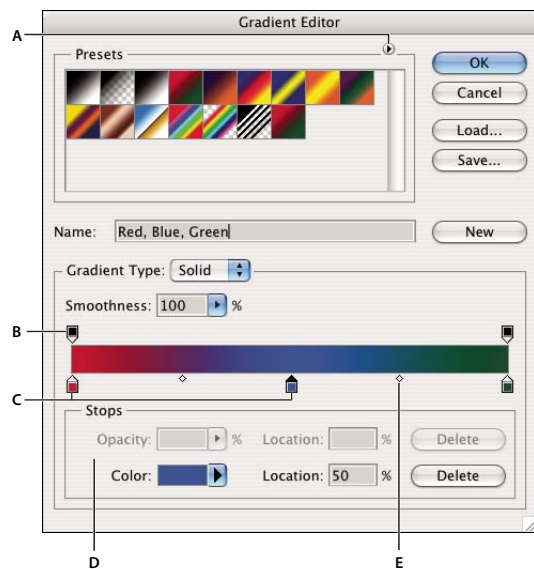 Gradient Editor
A
Presets
OK
Cancel
Load...
Save...
Name: Red, Blue, Green
New
Gradient Type: Solid
Smoothness: 100 %
B
C
Stops
Opacity: % Location: % Delete
Color: Location: 50 % Delete
D E